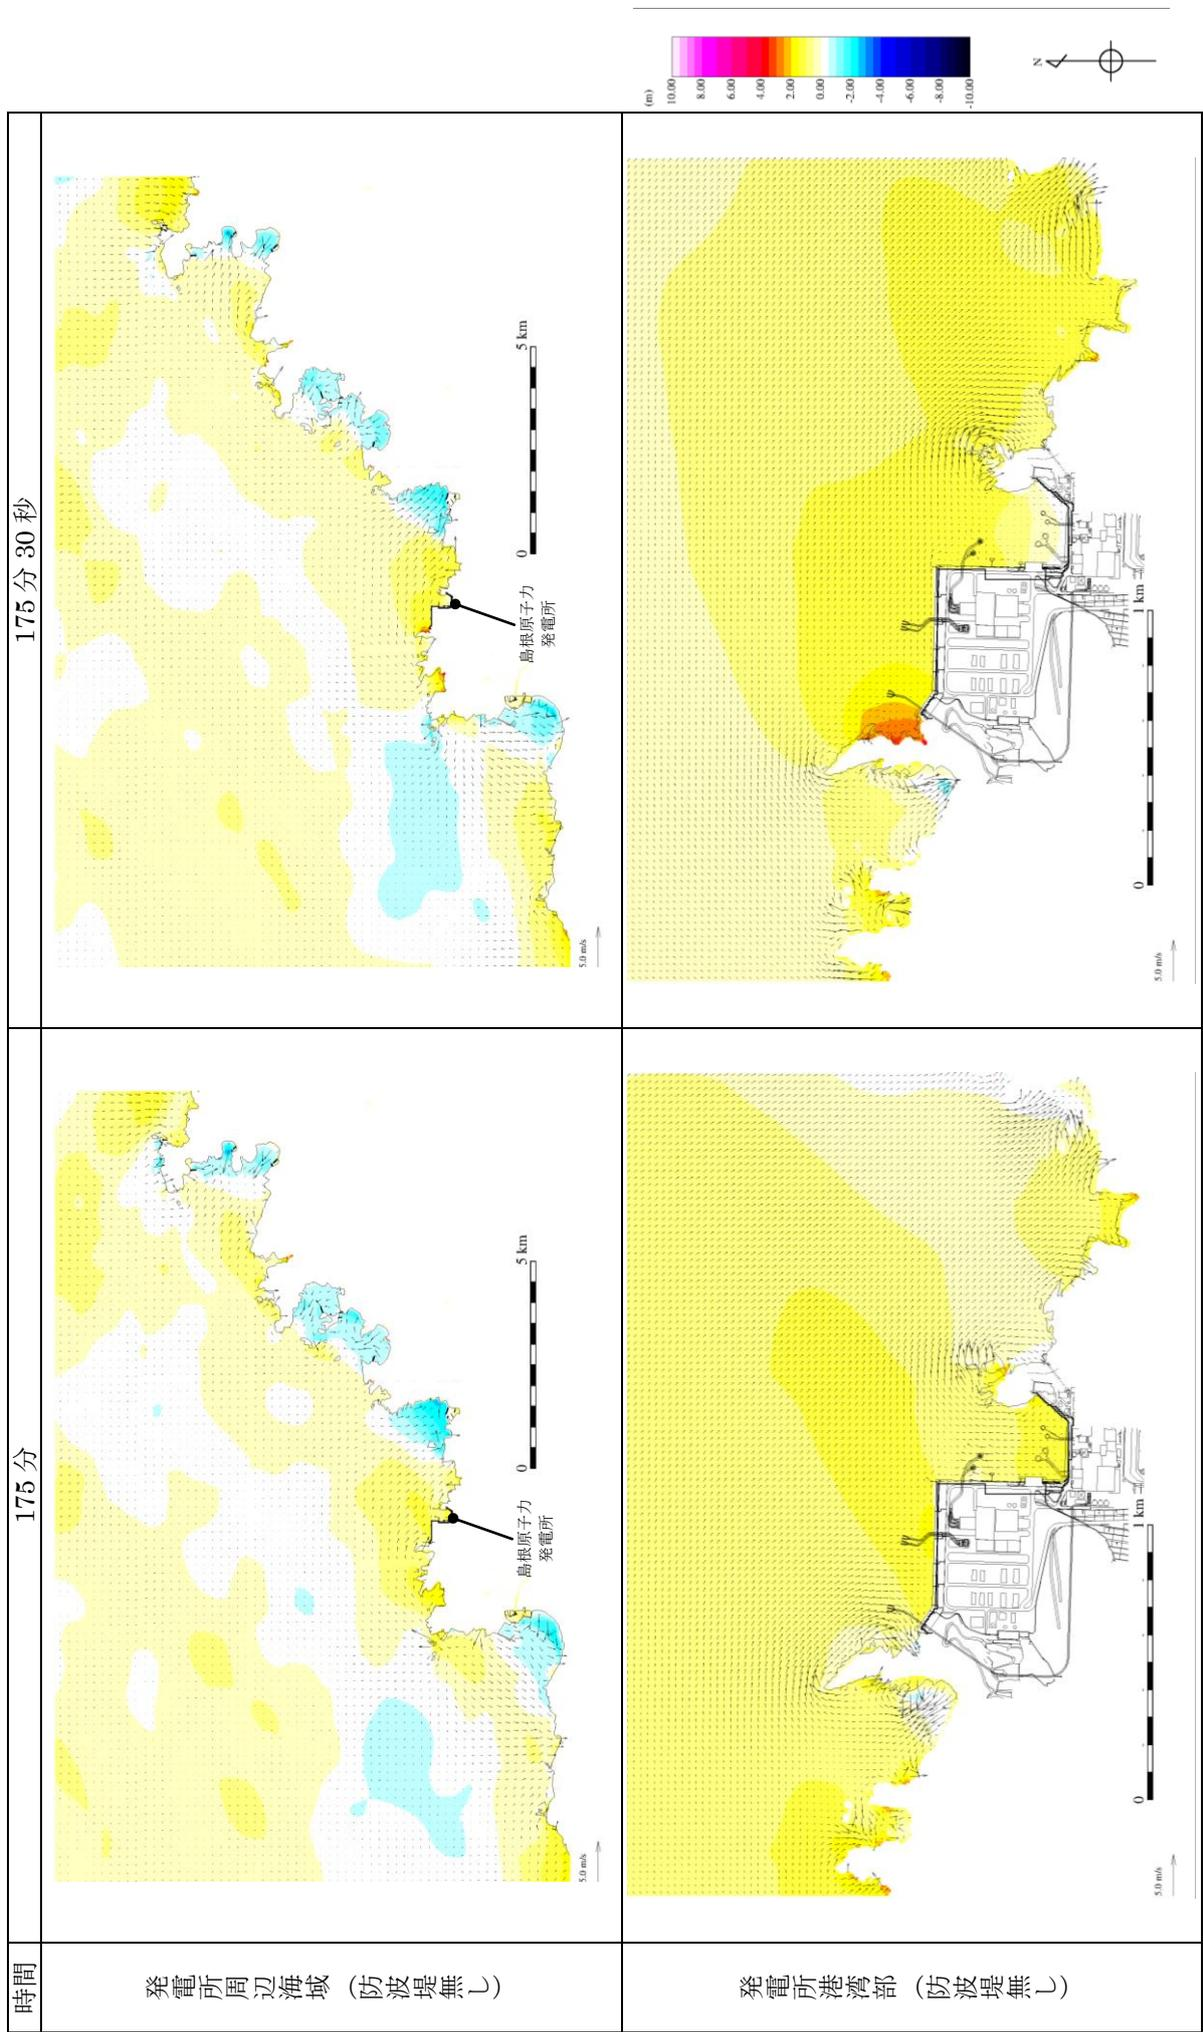 時間
175分
175分30秒
発電所周辺海域（防波堤無し）
5.0 m/s
島根原子力
発電所
0
5 km
5.0 m/s
島根原子力
発電所
0
5 km
発電所港湾部（防波堤無し）
5.0 m/s
0
1 km
5.0 m/s
0
1 km
(m)
10.00
8.00
6.00
4.00
2.00
0.00
-2.00
-4.00
-6.00
-8.00
-10.00
N